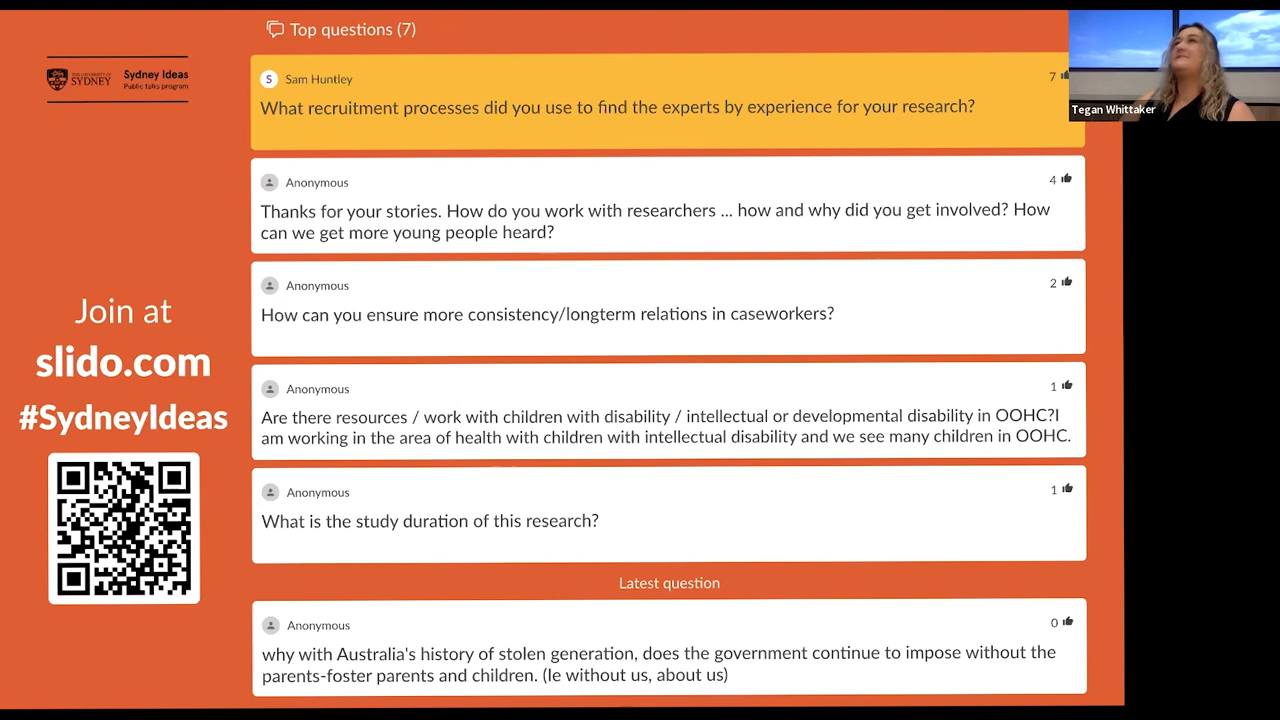 Top questions (7)
THE UNIVERSITY OF
SYDNEY
Sydney Ideas
Public talks program
S Sam Huntley
7
What recruitment processes did you use to find the experts by experience for your research?
Tegan Whittaker
Anonymous
4
Thanks for your stories. How do you work with researchers ... how and why did you get involved? How
can we get more young people heard?
Anonymous
2
How can you ensure more consistency/longterm relations in caseworkers?
Anonymous
1
Are there resources / work with children with disability / intellectual or developmental disability in OOHC?I
am working in the area of health with children with intellectual disability and we see many children in OOHC.
Anonymous
1
What is the study duration of this research?
Latest question
Anonymous
0
why with Australia's history of stolen generation, does the government continue to impose without the
parents-foster parents and children. (Ie without us, about us)
Join at
slido.com
#SydneyIdeas